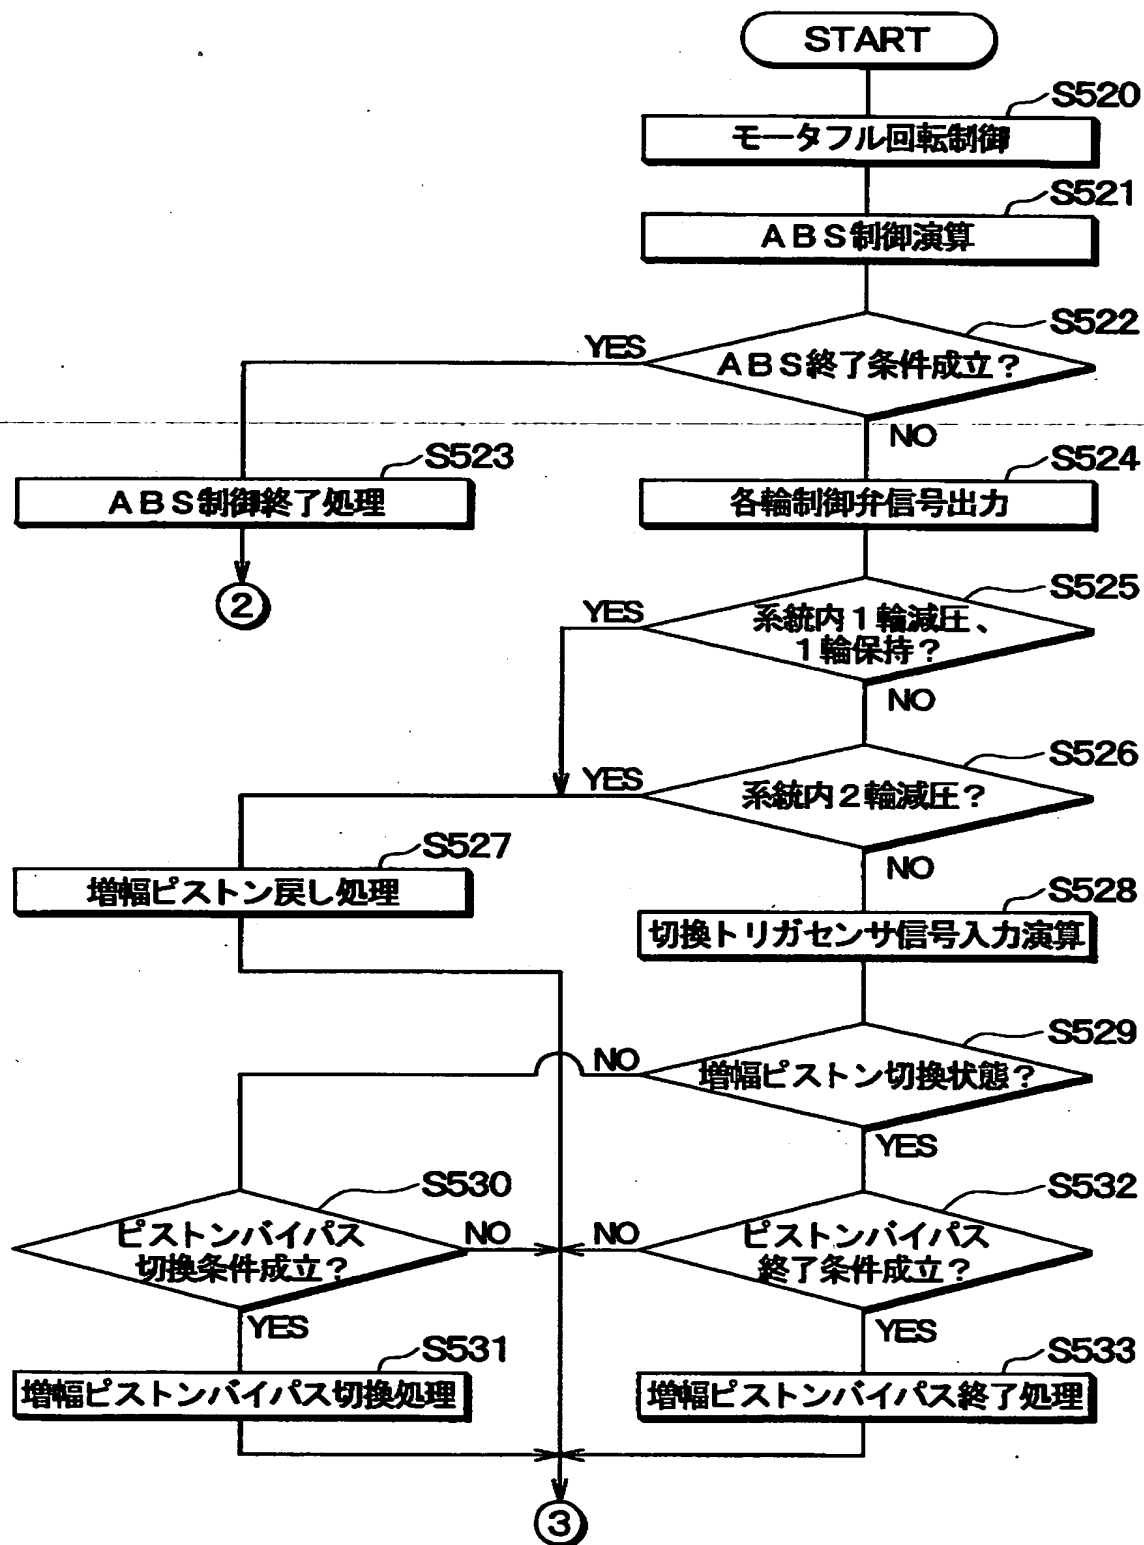 START
S520
モータフル回転制御
S521
ABS制御演算
S522
YES
ABS終了条件成立?
NO
S523
ABS制御終了処理
②
S524
各輪制御弁信号出力
S525
YES
系統内1輪減圧、
1輪保持?
NO
S526
YES
系統内2輪減圧?
NO
S527
増幅ピストン戻し処理
S528
切換トリガセンサ信号入力演算
S529
NO
増幅ピストン切換状態?
YES
S530
ピストンバイパス
切換条件成立?
NO
YES
S531
増幅ピストンバイパス切換処理
S532
NO
ピストンバイパス
終了条件成立?
YES
S533
増幅ピストンバイパス終了処理
③